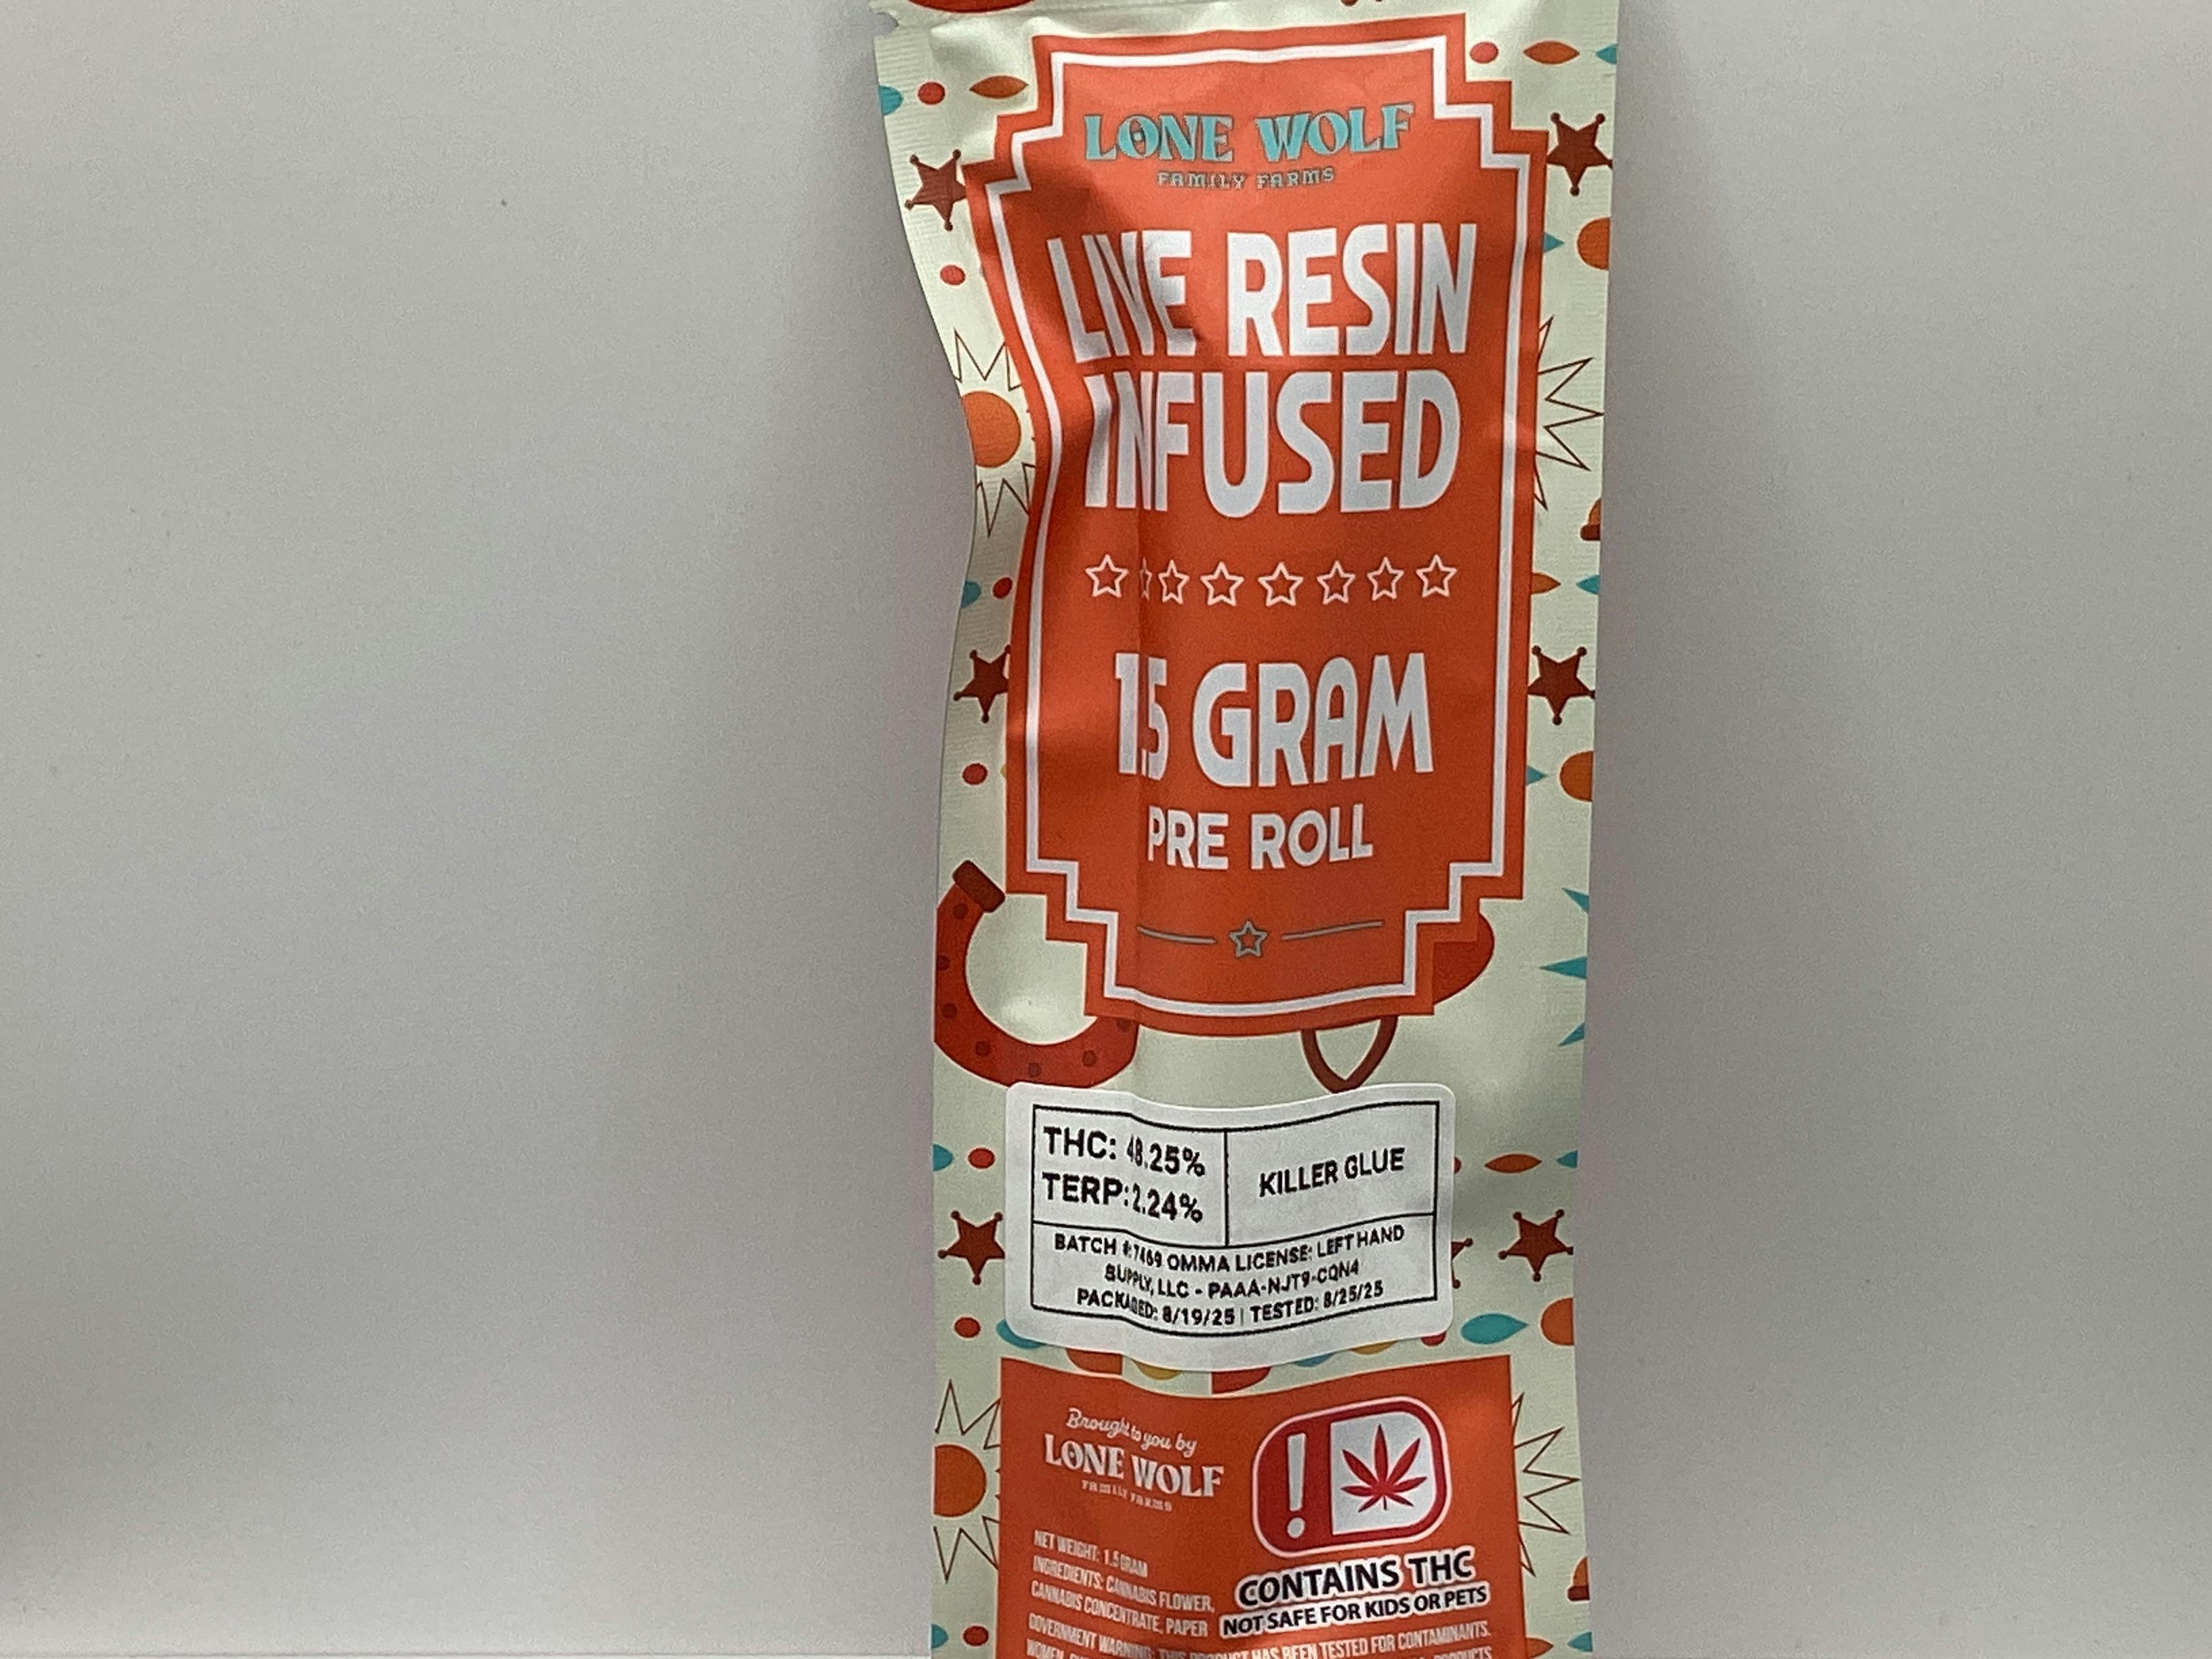 LONE WOLF
FAMILY FARMS
LIVE RESIN
INFUSED
1.5 GRAM
PRE ROLL
THC: 48.25%
TERP: 2.24%
KILLER GLUE
BATCH #: 7469 OMMA LICENSE: LEFT HAND
SUPPLY, LLC - PAAA-NJT9-CQN4
PACKAGED: 8/19/25 | TESTED: 8/25/25
Brought to you by
LONE WOLF
FAMILY FARMS
NET WEIGHT: 1.5 GRAM
INGREDIENTS: CANNABIS FLOWER,
CANNABIS CONCENTRATE, PAPER
CONTAINS THC
NOT SAFE FOR KIDS OR PETS
GOVERNMENT WARNING: THIS PRODUCT HAS BEEN TESTED FOR CONTAMINANTS.